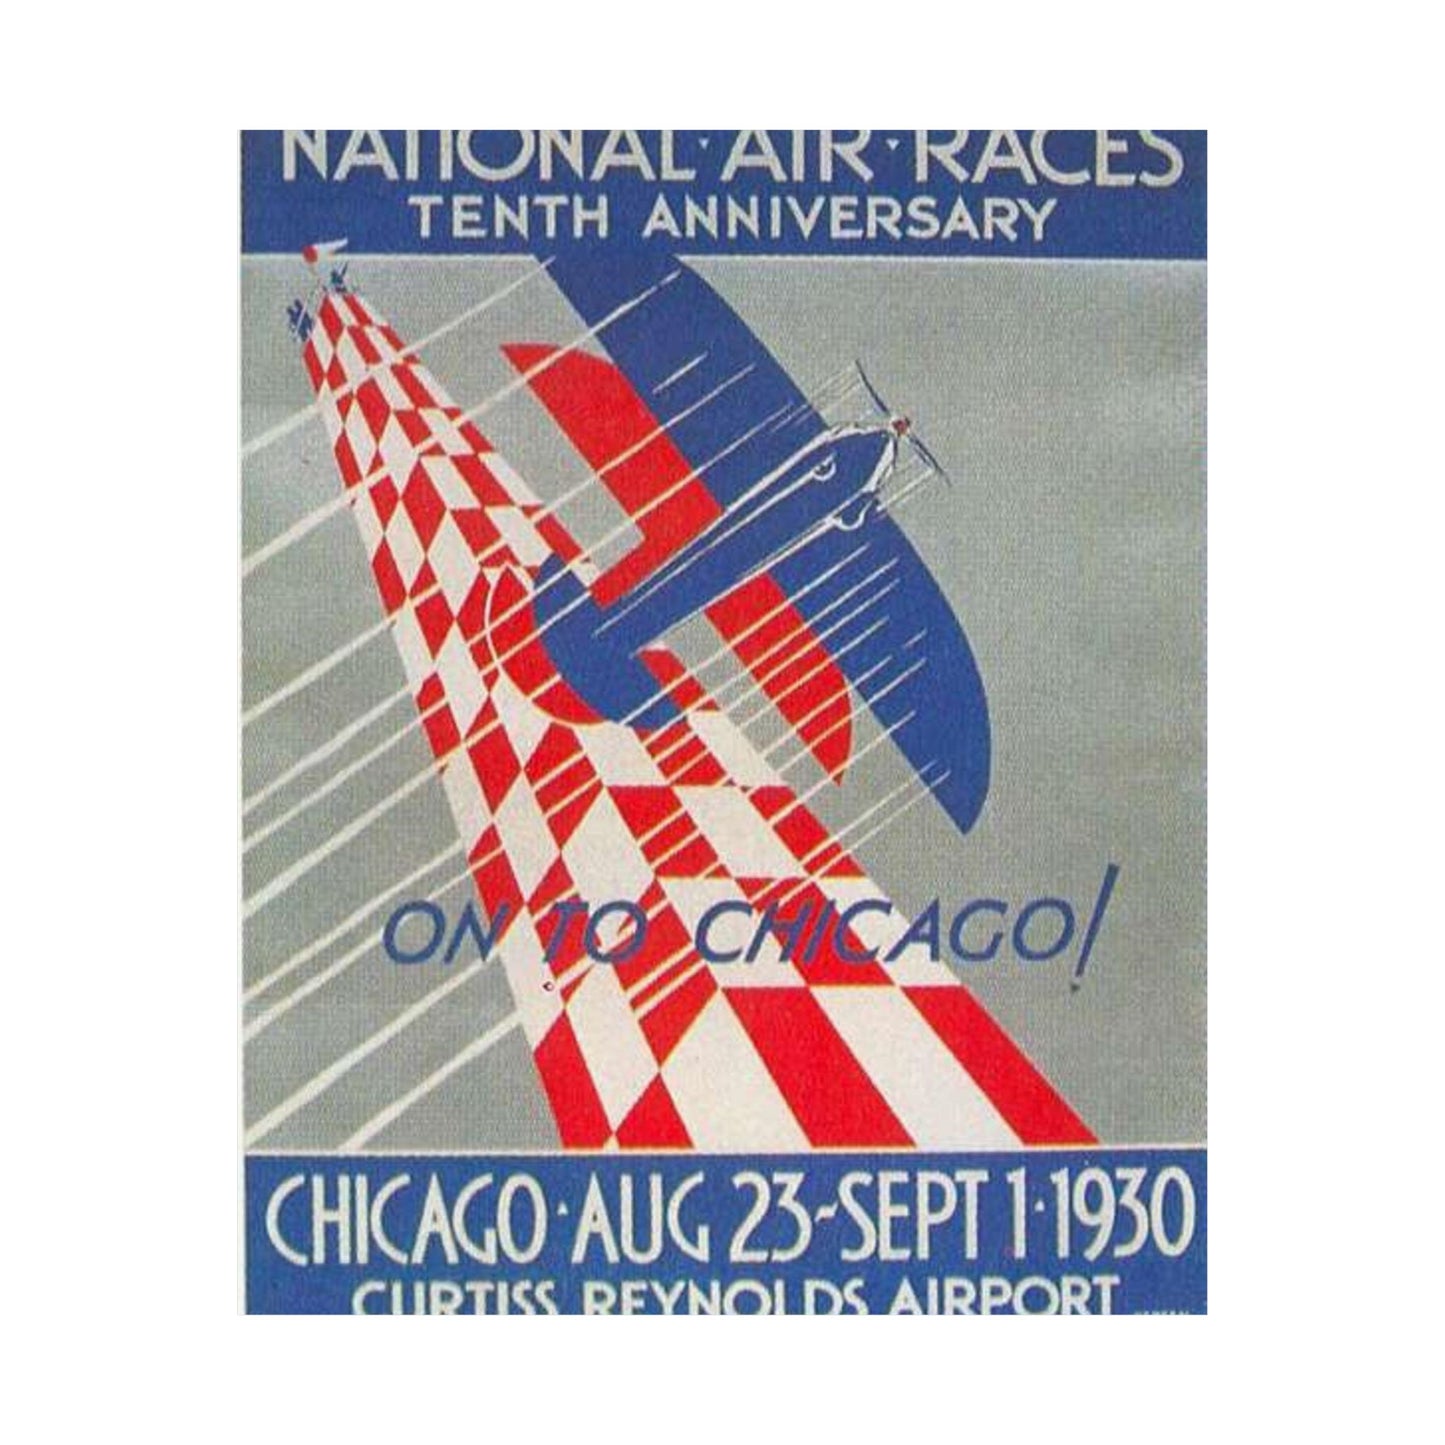 NATIONAL · AIR · RACES
TENTH ANNIVERSARY
ON TO CHICAGO!
CHICAGO · AUG 23~SEPT 1 · 1930
CURTISS REYNOLDS AIRPORT